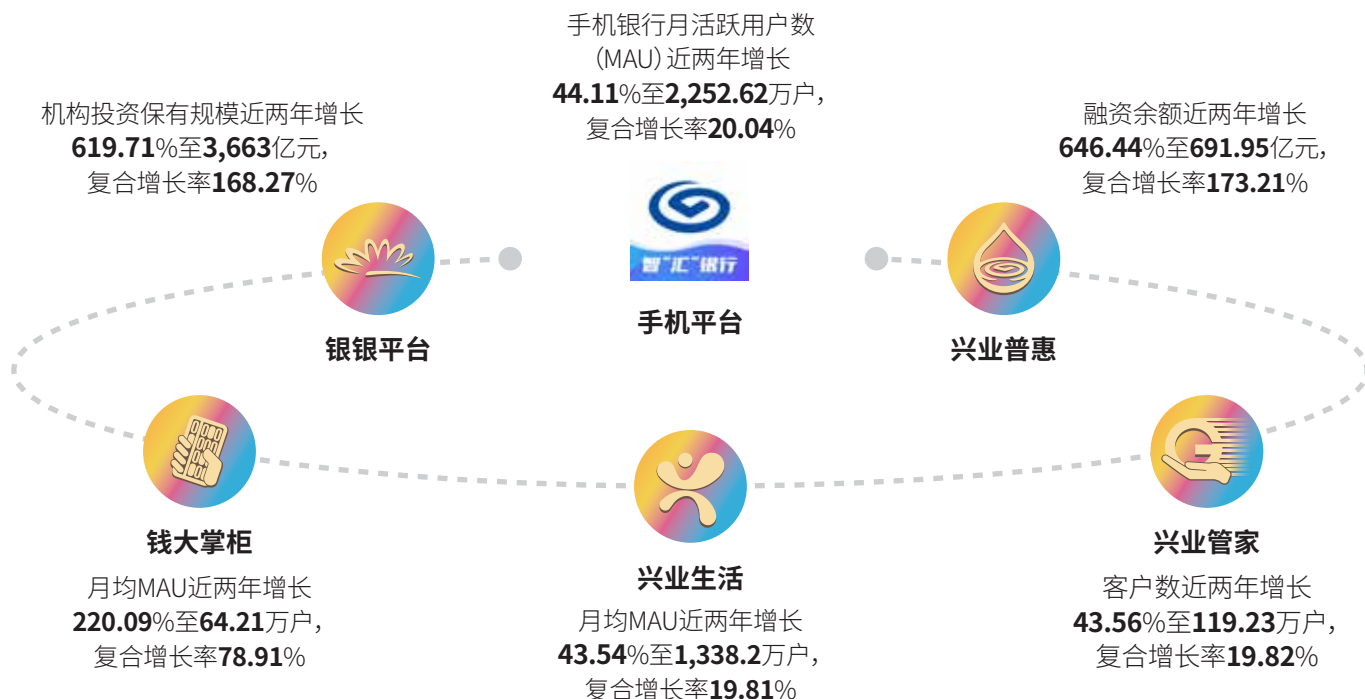 手机银行月活跃用户数
（MAU）近两年增长
44.11%至2,252.62万户，
复合增长率20.04%
智“汇”银行
手机平台
机构投资保有规模近两年增长
619.71%至3,663亿元，
复合增长率168.27%
银银平台
融资余额近两年增长
646.44%至691.95亿元，
复合增长率173.21%
兴业普惠
钱大掌柜
月均MAU近两年增长
220.09%至64.21万户，
复合增长率78.91%
兴业生活
月均MAU近两年增长
43.54%至1,338.2万户，
复合增长率19.81%
兴业管家
客户数近两年增长
43.56%至119.23万户，
复合增长率19.82%